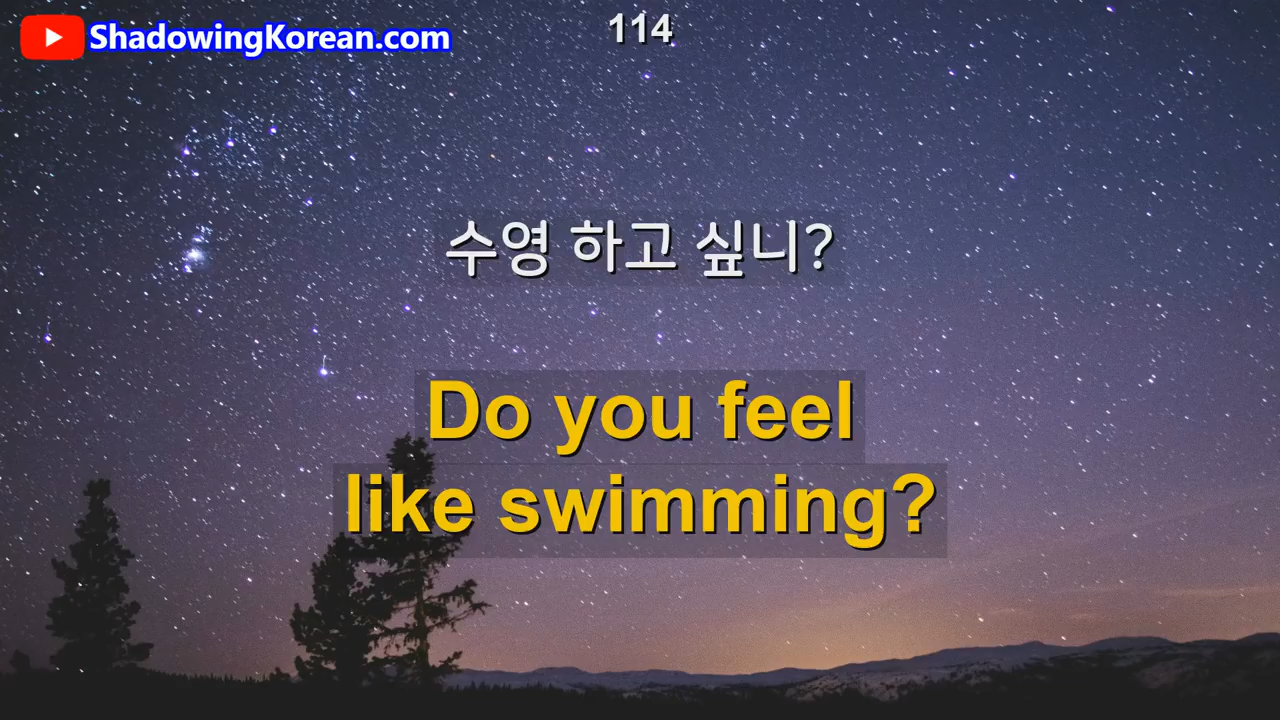 ShadowingKorean.com
114
수영 하고 싶니?
Do you feel
like swimming?